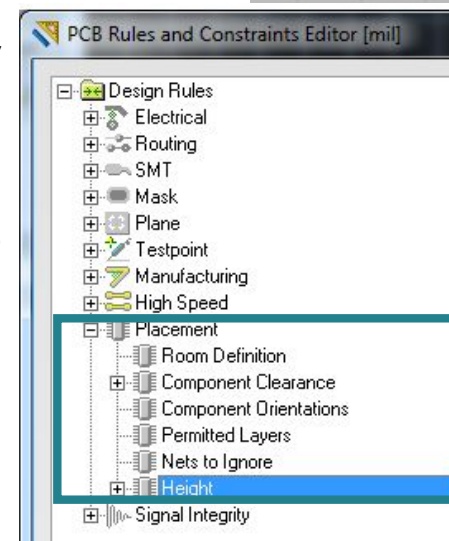 PCB Rules and Constraints Editor [mil]
Design Rules
Electrical
Routing
SMT
Mask
Plane
Testpoint
Manufacturing
High Speed
Placement
Room Definition
Component Clearance
Component Orientations
Permitted Layers
Nets to Ignore
Height
Signal Integrity